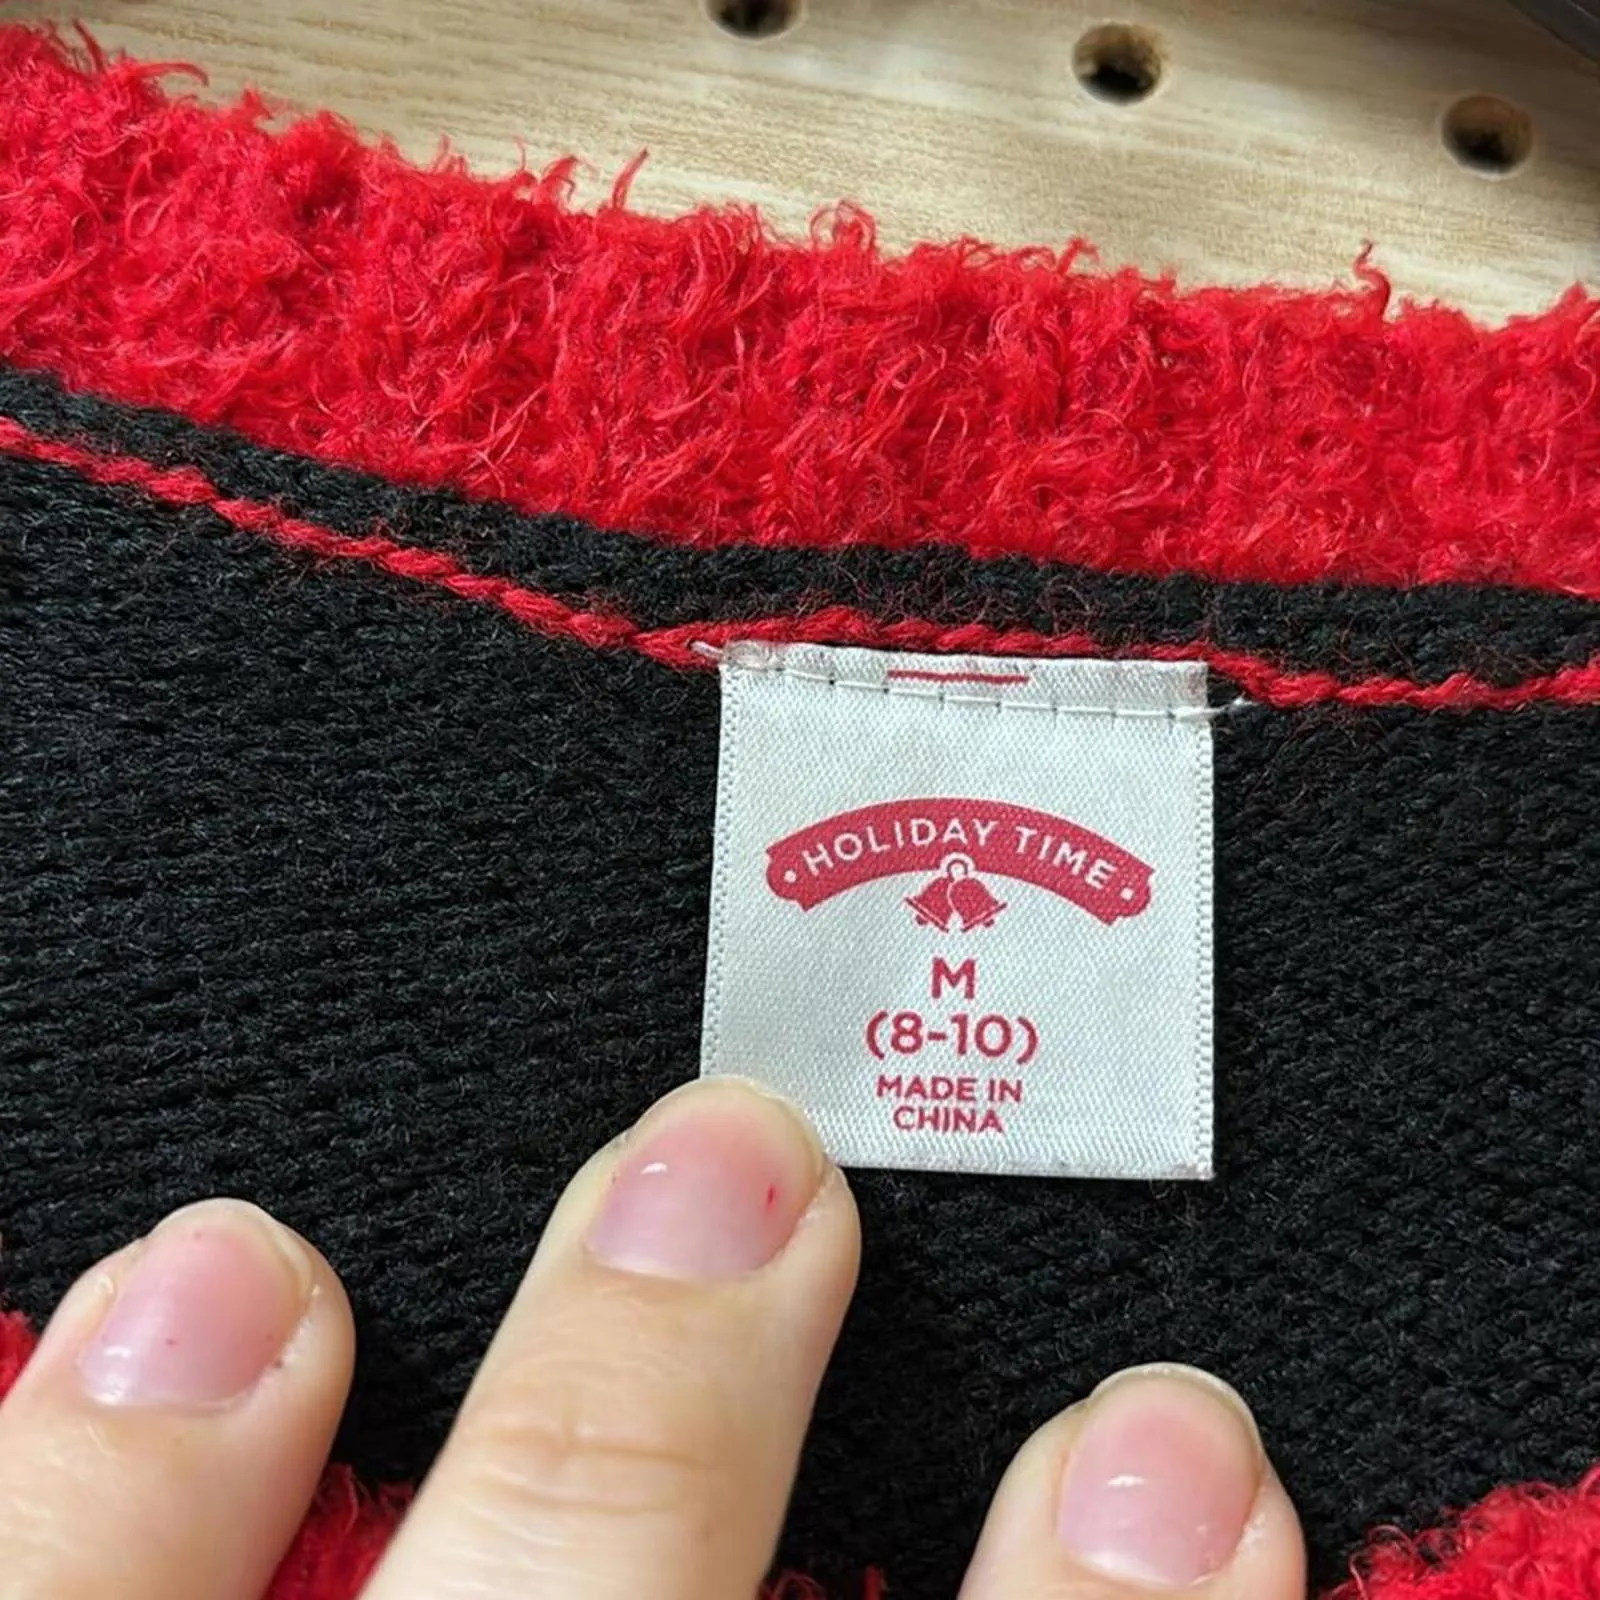 HOLIDAY TIME
M
(8-10)
MADE IN
CHINA